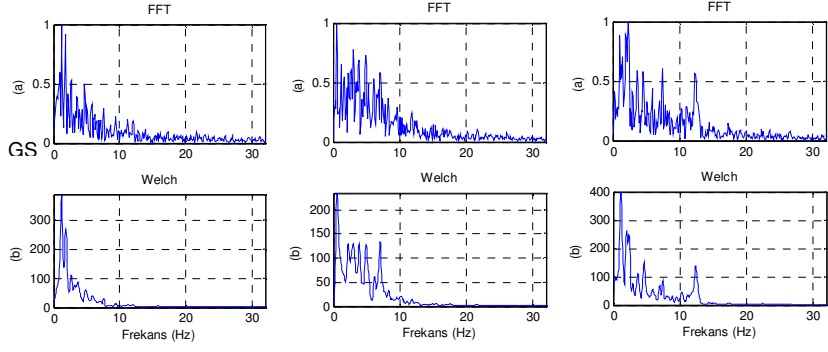 FFT FFT FFT
1 1 1
(a) 0.5 (a) 0.5 (a) 0.5
0 0 0
GS
0 10 20 30 0 10 20 30 0 10 20 30
Welch Welch Welch
300 200 400
(b) 200 (b) 150 (b) 300
100 100 200
50 100
0 0 0
0 10 20 30 0 10 20 30 0 10 20 30
Frekans (Hz) Frekans (Hz) Frekans (Hz)